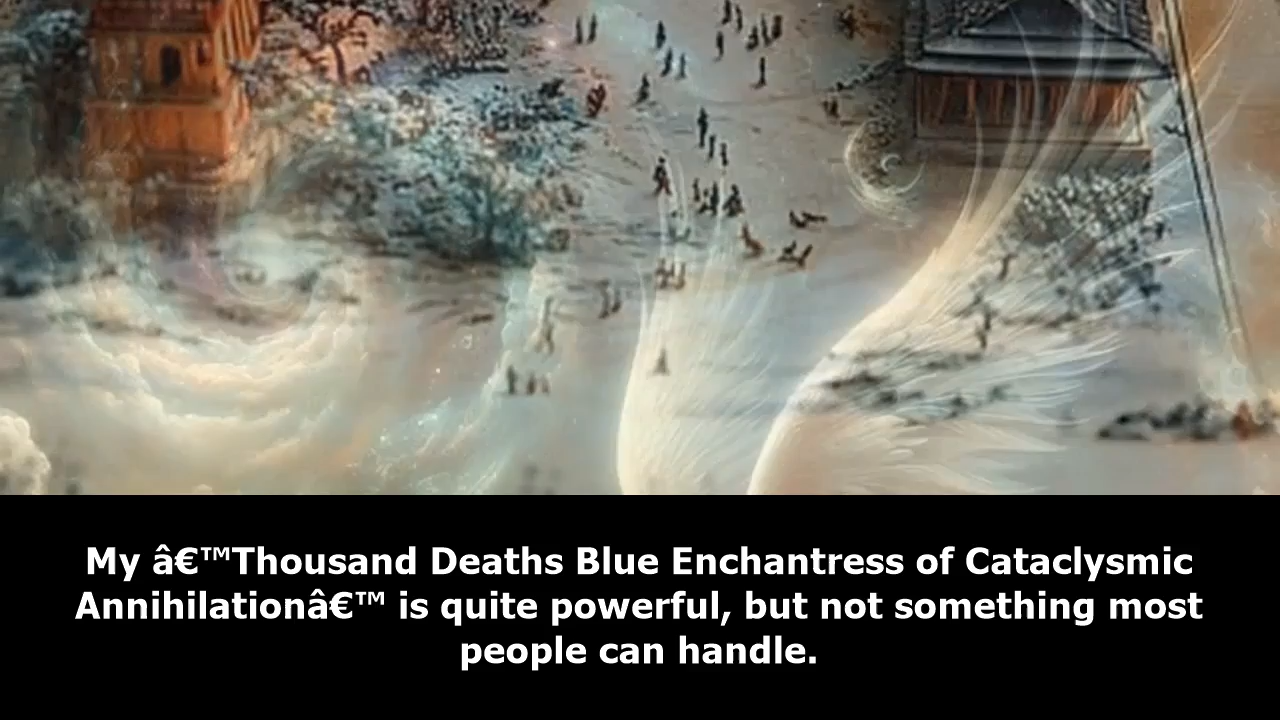 My â€™Thousand Deaths Blue Enchantress of Cataclysmic
Annihilationâ€™ is quite powerful, but not something most
people can handle.